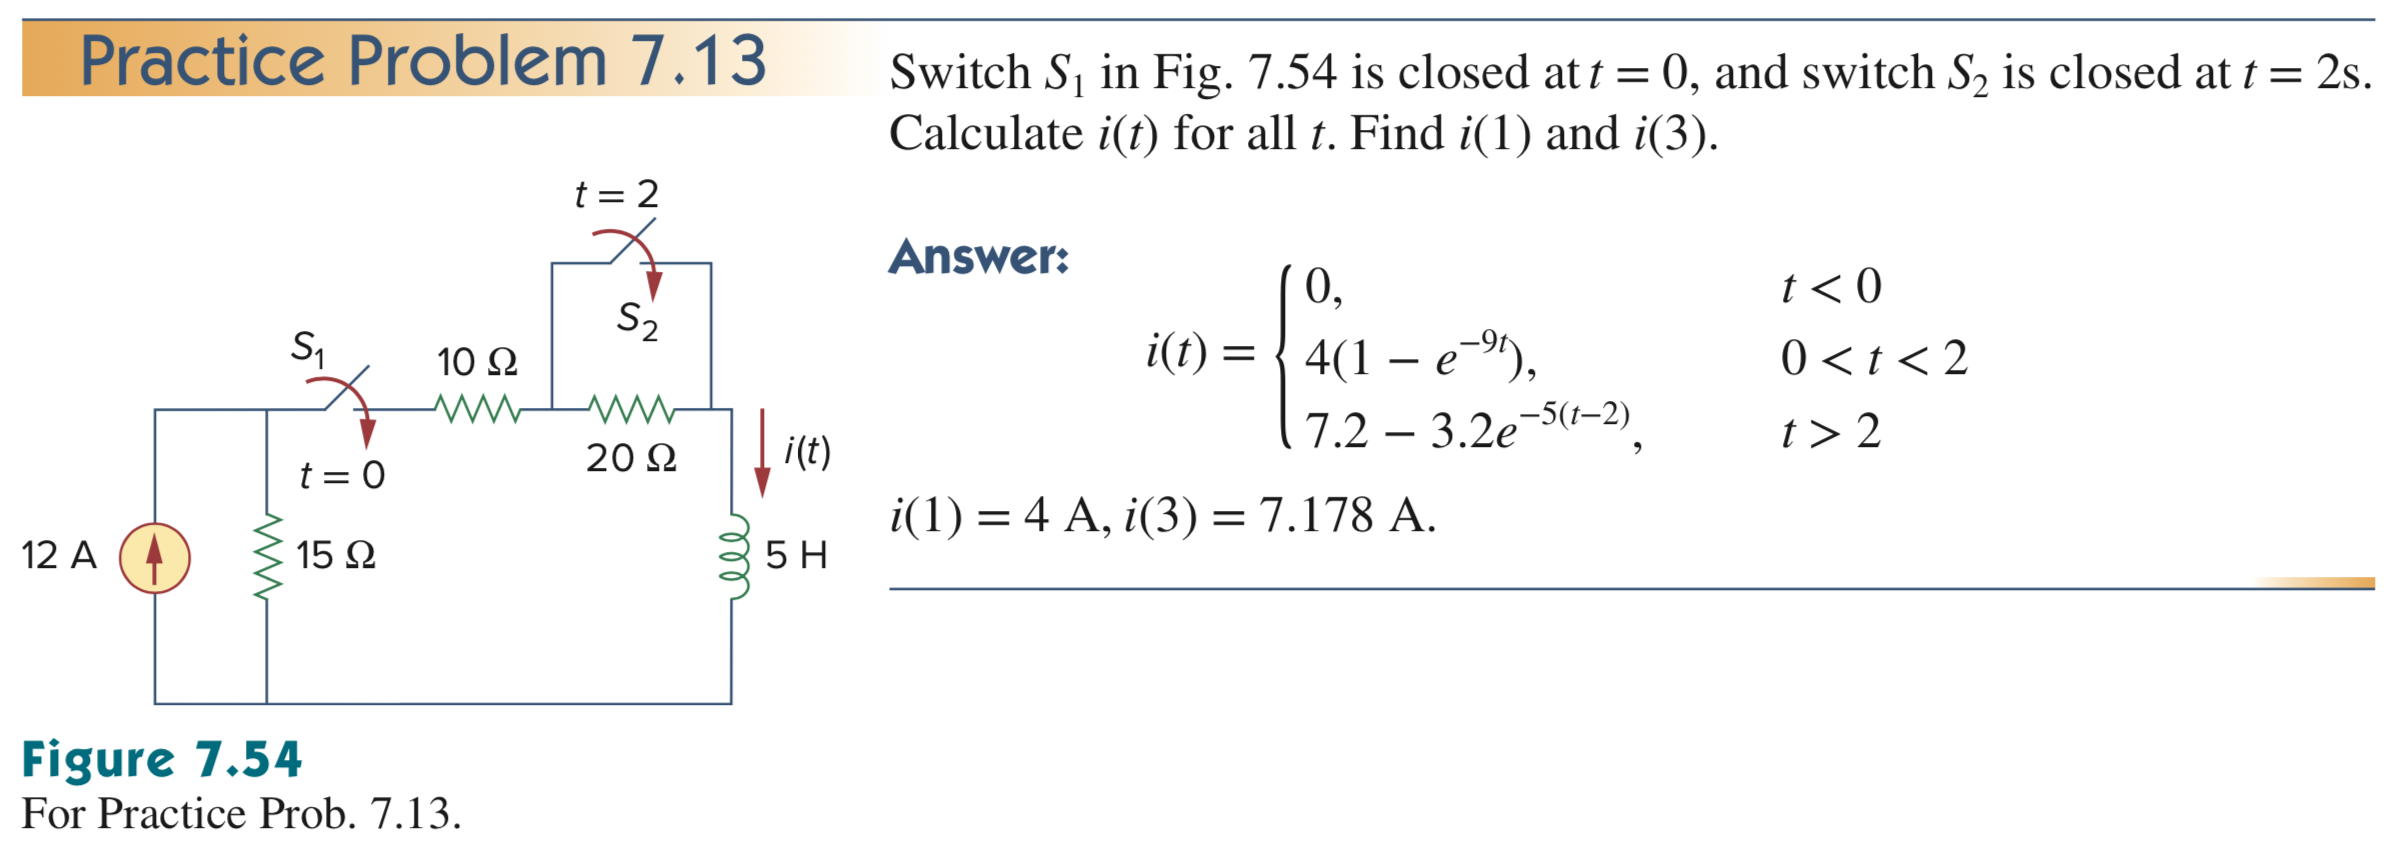 Practice Problem 7.13
Switch S₁ in Fig. 7.54 is closed at t = 0, and switch S₂ is closed at t = 2s.
Calculate i(t) for all t. Find i(1) and i(3).
t = 2
S₂
S₁
10 Ω
20 Ω
t = 0
i(t)
12 A
15 Ω
5 H
Figure 7.54
For Practice Prob. 7.13.
Answer:
0, t < 0
i(t) = { 4(1 − e⁻⁹ᵗ), 0 < t < 2
7.2 − 3.2e^{−5(t−2)}, t > 2
i(1) = 4 A, i(3) = 7.178 A.